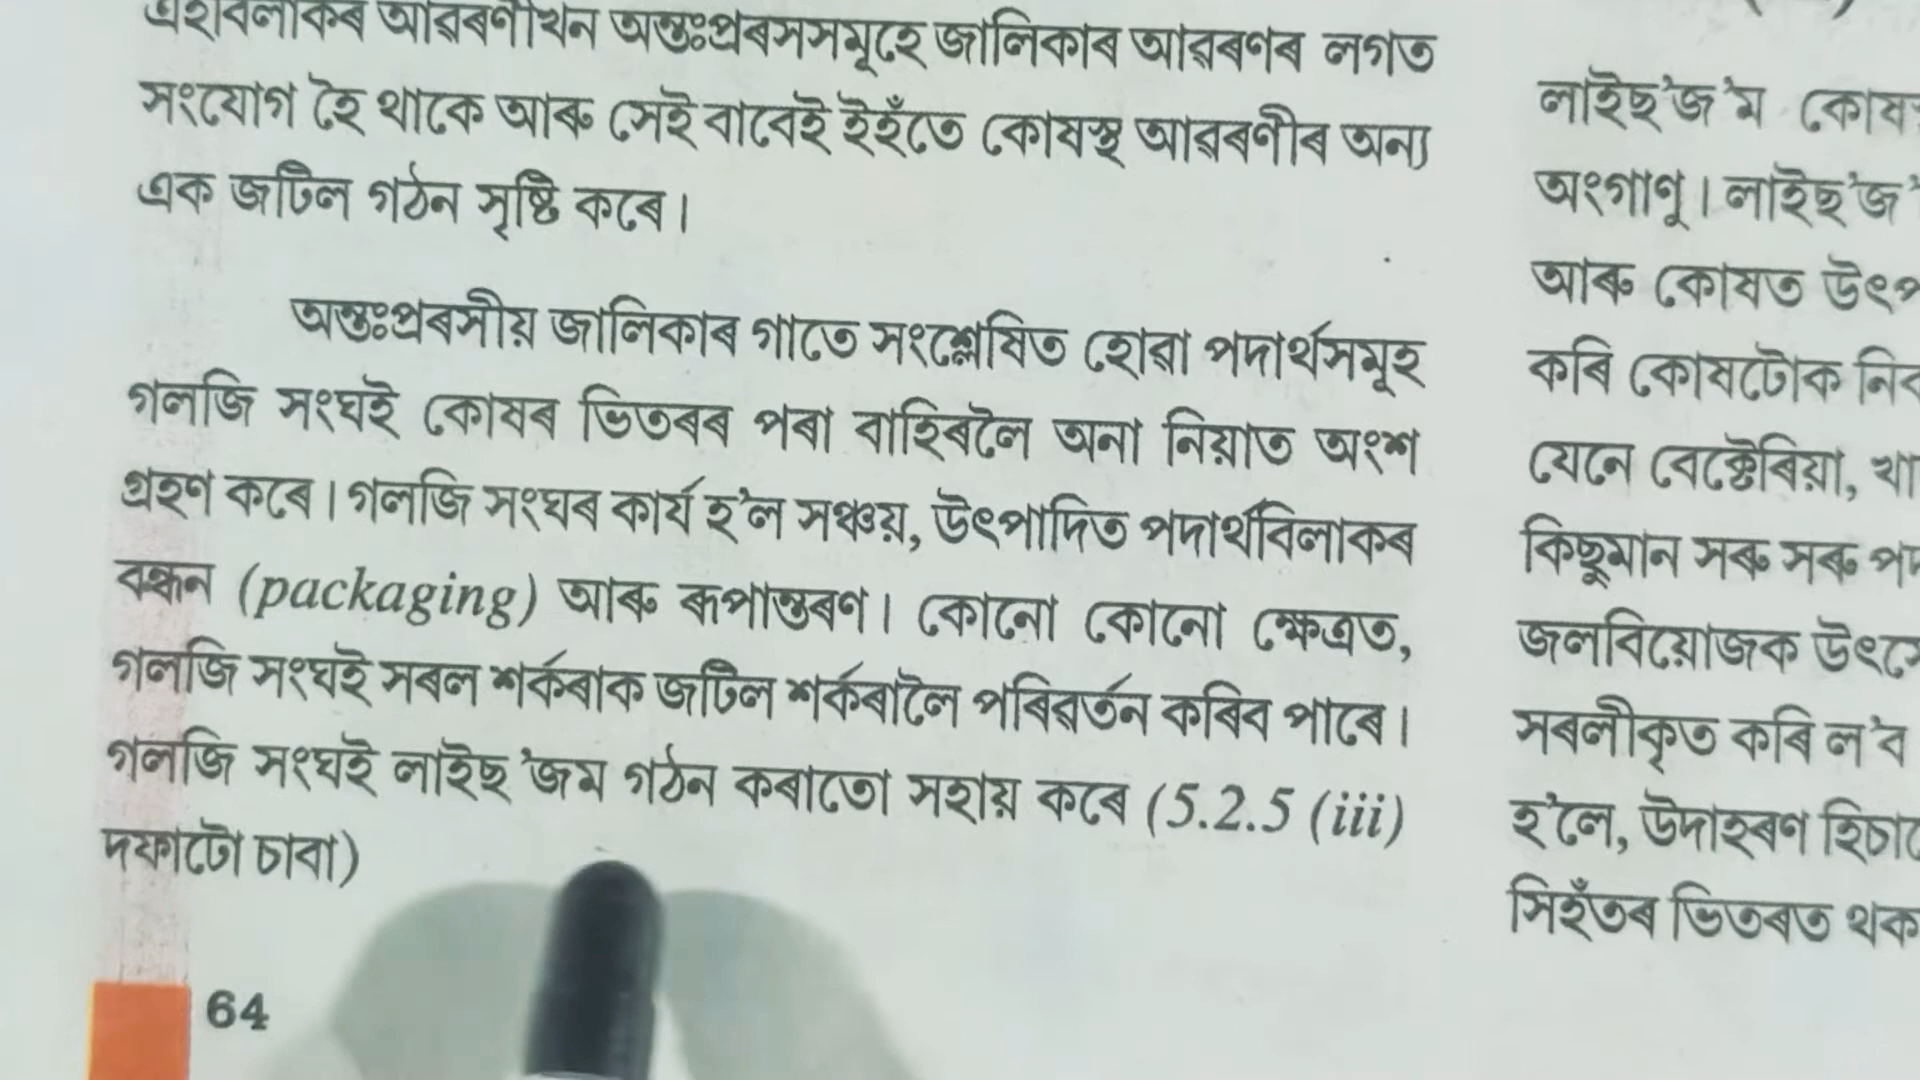 এইবিলাকৰ আৱৰণীখন অন্তঃপ্ৰৰসসমূহে জালিকাৰ আৱৰণৰ লগত
সংযোগ হৈ থাকে আৰু সেই বাবেই ইহঁতে কোষস্থ আৱৰণীৰ অন্য
এক জটিল গঠন সৃষ্টি কৰে।
অন্তঃপ্ৰৰসীয় জালিকাৰ গাতে সংশ্লেষিত হোৱা পদাৰ্থসমূহ
গলজি সংঘই কোষৰ ভিতৰৰ পৰা বাহিৰলৈ অনা নিয়াত অংশ
গ্ৰহণ কৰে। গলজি সংঘৰ কাৰ্য হ'ল সঞ্চয়, উৎপাদিত পদাৰ্থবিলাকৰ
বন্ধন (packaging) আৰু ৰূপান্তৰণ। কোনো কোনো ক্ষেত্ৰত,
গলজি সংঘই সৰল শৰ্কৰাক জটিল শৰ্কৰালৈ পৰিৱৰ্তন কৰিব পাৰে।
গলজি সংঘই লাইছ'জম গঠন কৰাতো সহায় কৰে (5.2.5 (iii)
দফাটো চাবা)
64
লাইছ'জ'ম
অংগাণু। লাইছ'জ'
আৰু কোষত
কৰি কোষটোক
যেনে বেক্টেৰিয়া,
কিছুমান সৰু সৰু
জলবিয়োজক
সৰলীকৃত কৰি ল'ব
হ'লে, উদাহৰণ
সিহঁতৰ ভিতৰত